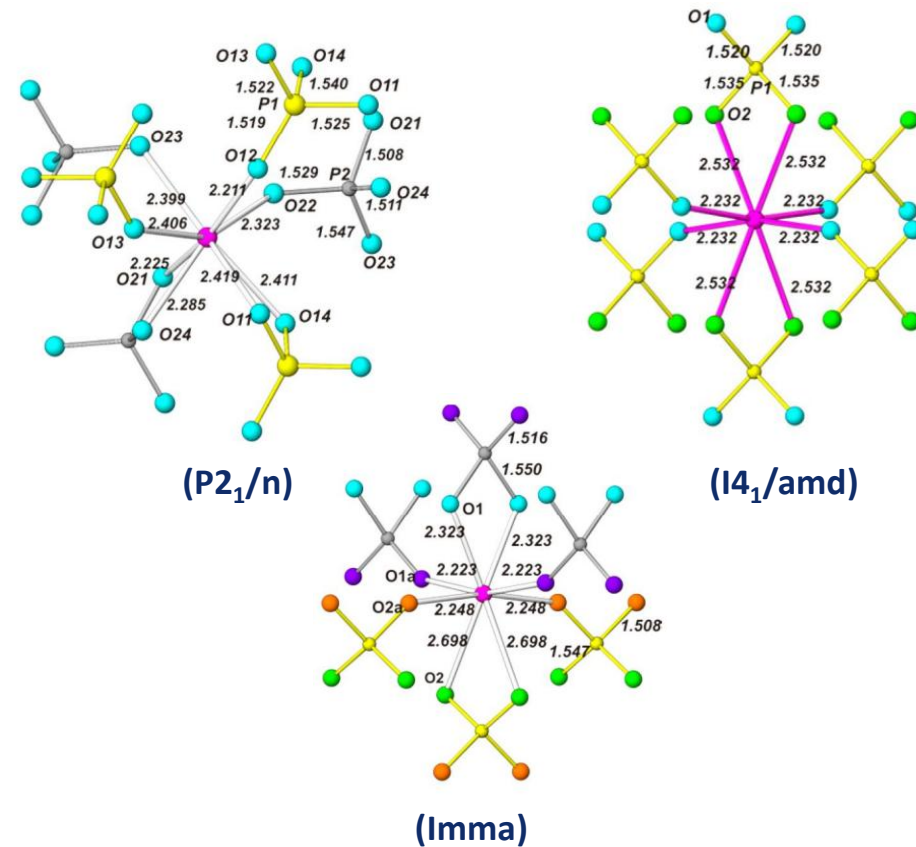 O13
O14
1.522
1.540
O11
P1
1.519
1.525
O21
O12
1.508
O23
1.529
P2
O24
2.211
O22
1.511
2.399
2.323
1.547
2.406
O23
O13
2.225
2.419
2.411
O21
2.285
O11
O14
O24
(P2₁/n)
O1
1.520
1.520
1.535
1.535
P1
O2
2.532
2.532
2.232
2.232
2.232
2.232
2.532
2.532
(I4₁/amd)
1.516
1.550
O1
2.323
2.323
O1a
2.223
2.223
O2a
2.248
2.248
1.508
2.698
2.698
1.547
O2
(Imma)